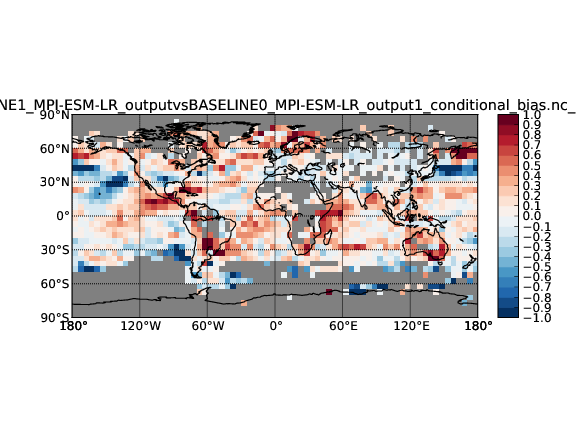 NE1_MPI-ESM-LR_outputvsBASELINE0_MPI-ESM-LR_output1_conditional_bias.nc_
90°N
60°N
30°N
0°
30°S
60°S
90°S
180° 120°W 60°W 0° 60°E 120°E 180°
1.0
0.9
0.8
0.7
0.6
0.5
0.4
0.3
0.2
0.1
0.0
−0.1
−0.2
−0.3
−0.4
−0.5
−0.6
−0.7
−0.8
−0.9
−1.0